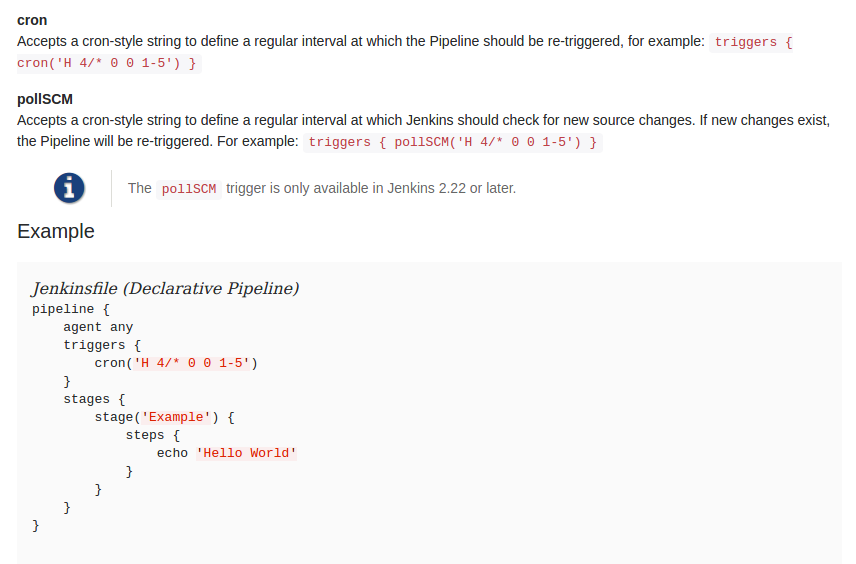 cron
Accepts a cron-style string to define a regular interval at which the Pipeline should be re-triggered, for example: triggers {
cron('H 4/* 0 0 1-5') }
pollSCM
Accepts a cron-style string to define a regular interval at which Jenkins should check for new source changes. If new changes exist,
the Pipeline will be re-triggered. For example: triggers { pollSCM('H 4/* 0 0 1-5') }
The pollSCM trigger is only available in Jenkins 2.22 or later.
Example
Jenkinsfile (Declarative Pipeline)
pipeline {
    agent any
    triggers {
        cron('H 4/* 0 0 1-5')
    }
    stages {
        stage('Example') {
            steps {
                echo 'Hello World'
            }
        }
    }
}